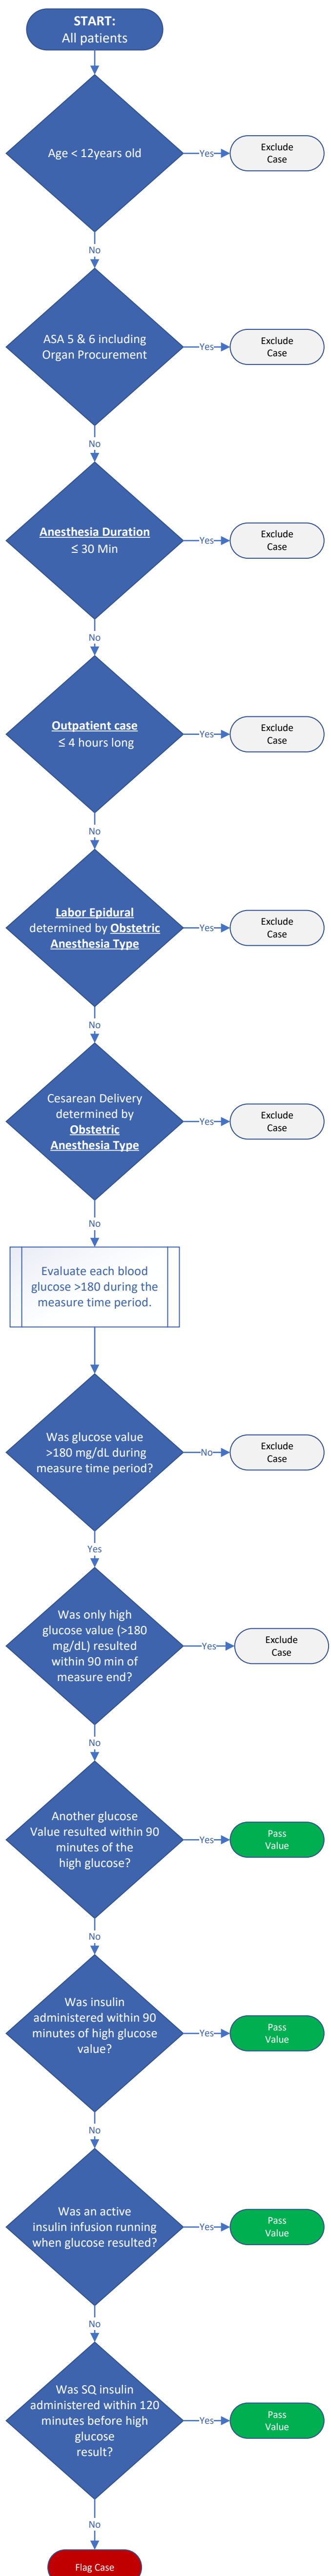 START:
All patients
Age < 12years old
Yes
Exclude
Case
No
ASA 5 & 6 including
Organ Procurement
Yes
Exclude
Case
No
Anesthesia Duration
≤ 30 Min
Yes
Exclude
Case
No
Outpatient case
≤ 4 hours long
Yes
Exclude
Case
No
Labor Epidural
determined by Obstetric
Anesthesia Type
Yes
Exclude
Case
No
Cesarean Delivery
determined by
Obstetric
Anesthesia Type
Yes
Exclude
Case
No
Evaluate each blood
glucose >180 during the
measure time period.
Was glucose value
>180 mg/dL during
measure time period?
No
Exclude
Case
Yes
Was only high
glucose value (>180
mg/dL) resulted
within 90 min of
measure end?
Yes
Exclude
Case
No
Another glucose
Value resulted within 90
minutes of the
high glucose?
Yes
Pass
Value
No
Was insulin
administered within 90
minutes of high glucose
value?
Yes
Pass
Value
No
Was an active
insulin infusion running
when glucose resulted?
Yes
Pass
Value
No
Was SQ insulin
administered within 120
minutes before high
glucose
result?
Yes
Pass
Value
No
Flag Case